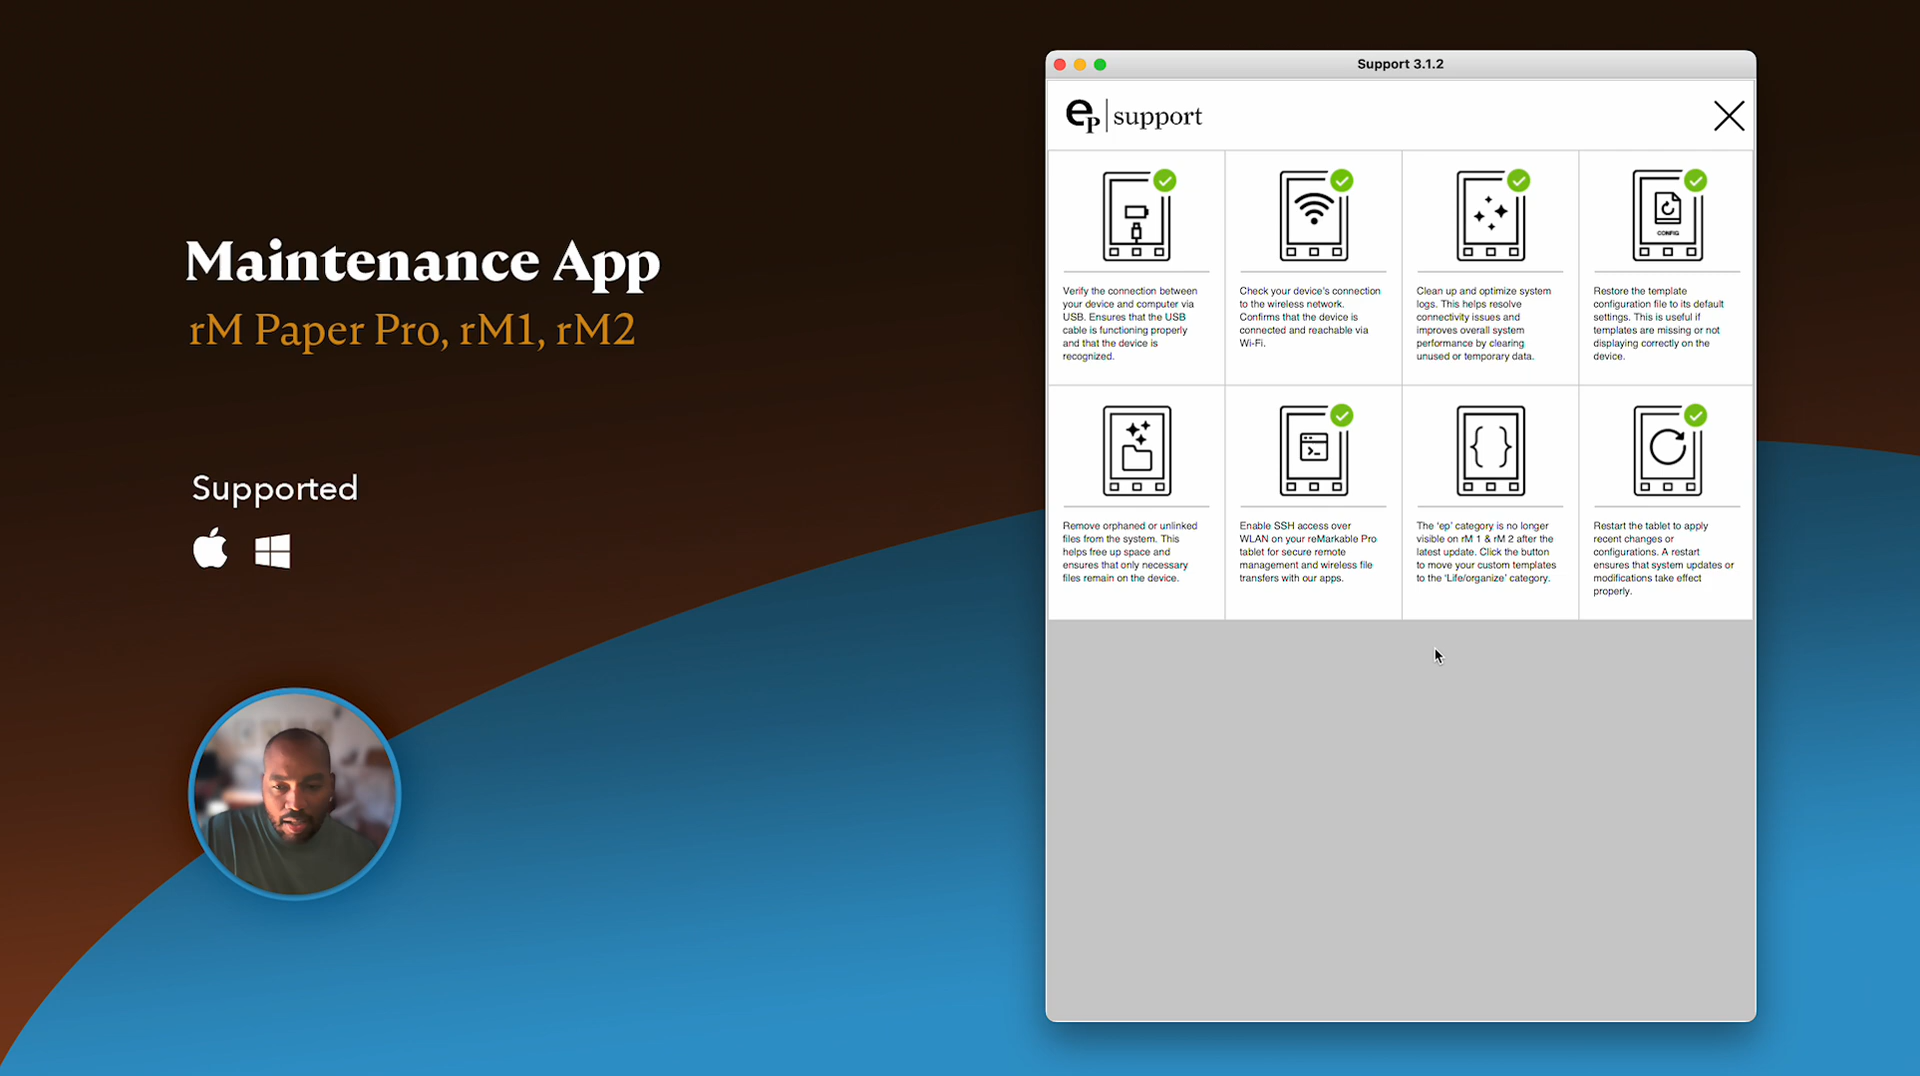 Maintenance App
rM Paper Pro, rM1, rM2
Supported
Support 3.1.2
ep support
Verify the connection between
your device and computer via
USB. Ensures that the USB
cable is functioning properly
and that the device is
recognized.
Check your device's connection
to the wireless network.
Confirms that the device is
connected and reachable via
Wi-Fi.
Clean up and optimize system
logs. This helps resolve
connectivity issues and
improves overall system
performance by clearing
unused or temporary data.
CONFIG
Restore the template
configuration file to its default
settings. This is useful if
templates are missing or not
displaying correctly on the
device.
Remove orphaned or unlinked
files from the system. This
helps free up space and
ensures that only necessary
files remain on the device.
Enable SSH access over
WLAN on your reMarkable Pro
tablet for secure remote
management and wireless file
transfers with our apps.
The 'ep' category is no longer
visible on rM 1 & rM 2 after the
latest update. Click the button
to move your custom templates
to the 'Life/organize' category.
Restart the tablet to apply
recent changes or
configurations. A restart
ensures that system updates or
modifications take effect
properly.